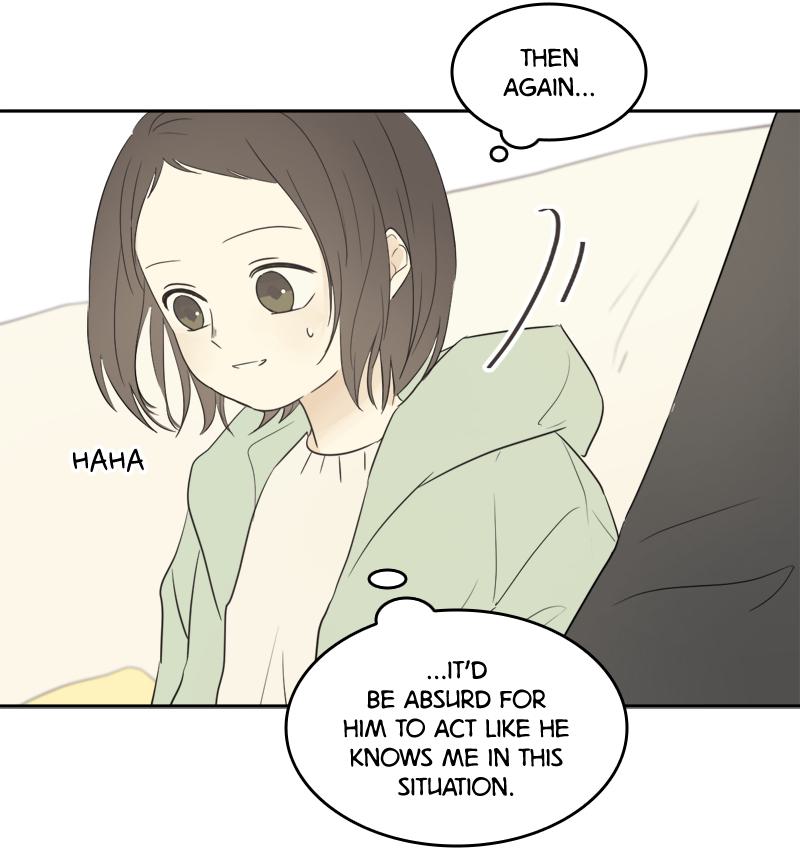 THEN
AGAIN...
HAHA
...IT'D
BE ABSURD FOR
HIM TO ACT LIKE HE
KNOWS ME IN THIS
SITUATION.